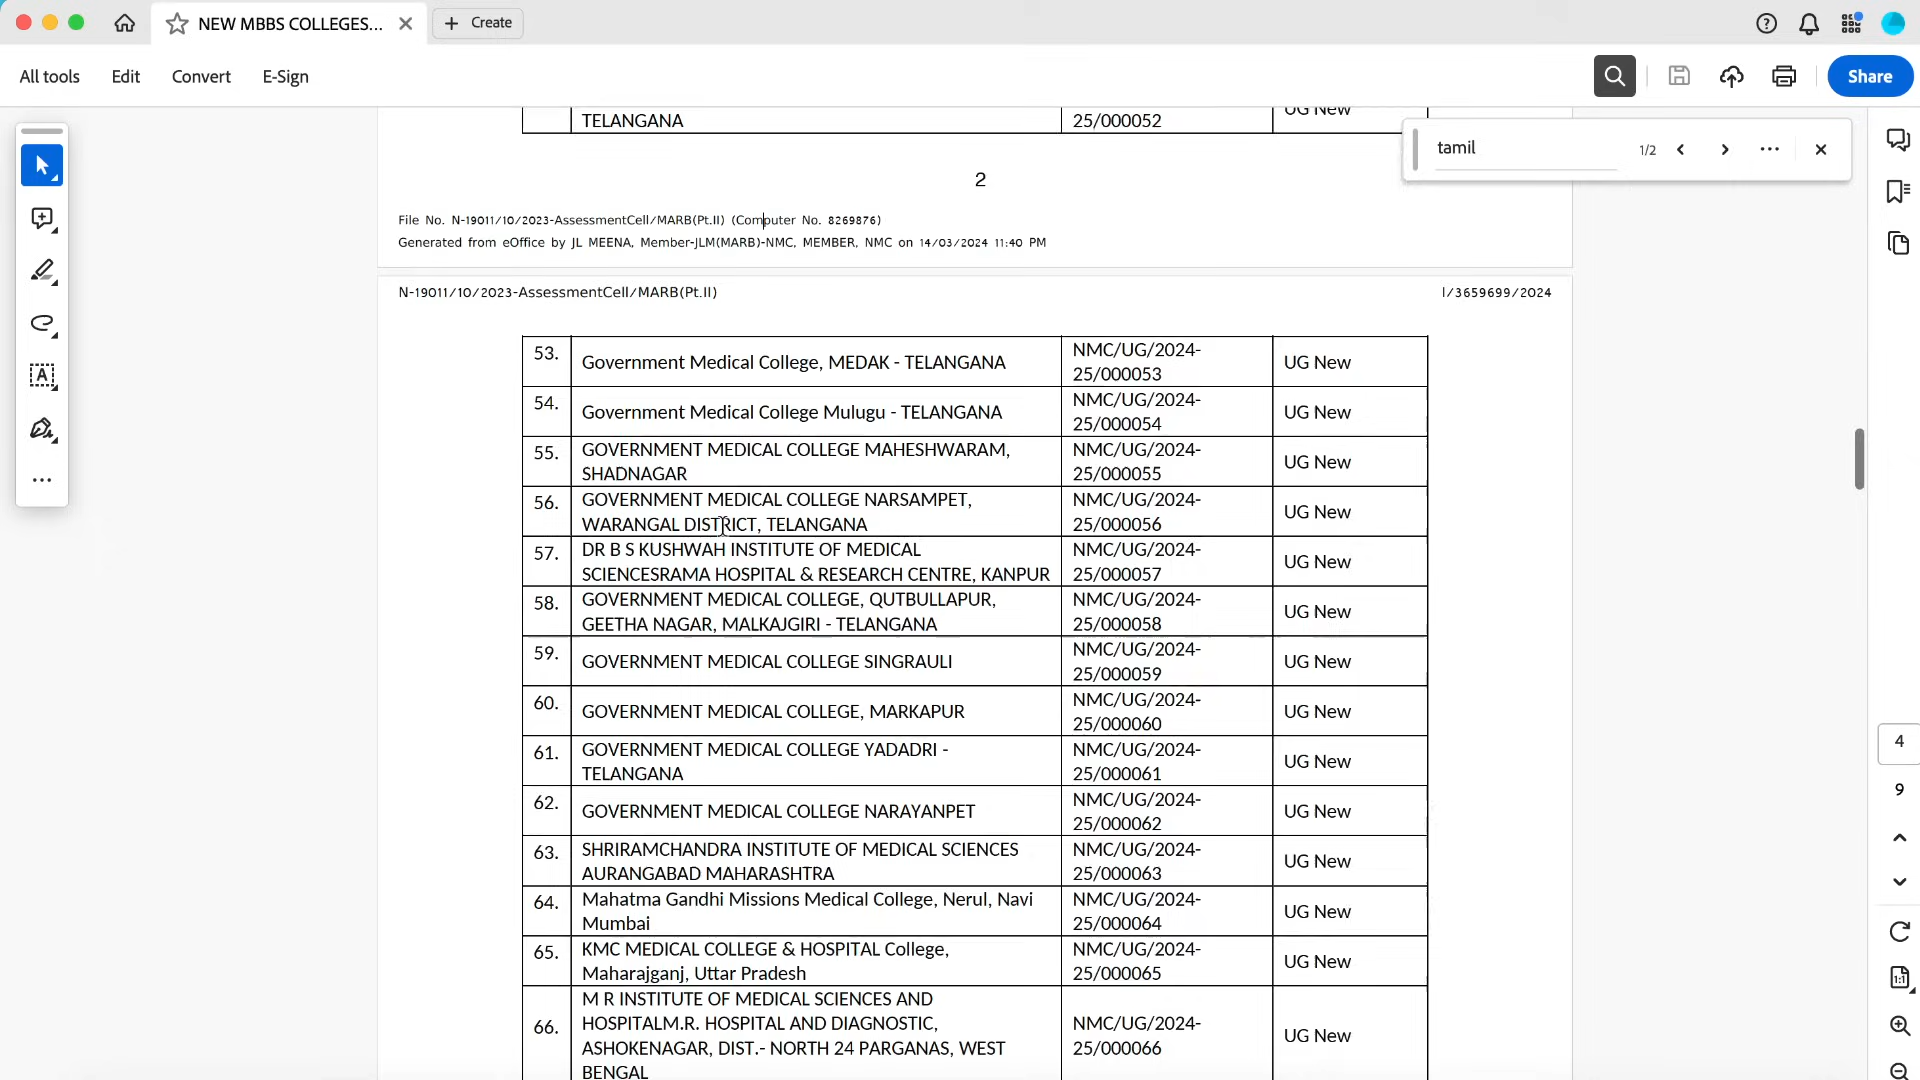 NEW MBBS COLLEGES...
Create
All tools
Edit
Convert
E-Sign
Share
tamil
1/2
TELANGANA
25/000052
UG New
2
File No. N-19011/10/2023-AssessmentCell/MARB(Pt.II) (Computer No. 8269876)
Generated from eOffice by JL MEENA, Member-JLM(MARB)-NMC, MEMBER, NMC on 14/03/2024 11:40 PM
N-19011/10/2023-AssessmentCell/MARB(Pt.II)
I/3659699/2024
53.
Government Medical College, MEDAK - TELANGANA
NMC/UG/2024-
25/000053
UG New
54.
Government Medical College Mulugu - TELANGANA
NMC/UG/2024-
25/000054
UG New
55.
GOVERNMENT MEDICAL COLLEGE MAHESHWARAM,
SHADNAGAR
NMC/UG/2024-
25/000055
UG New
56.
GOVERNMENT MEDICAL COLLEGE NARSAMPET,
WARANGAL DISTRICT, TELANGANA
NMC/UG/2024-
25/000056
UG New
57.
DR B S KUSHWAH INSTITUTE OF MEDICAL
SCIENCESRAMA HOSPITAL & RESEARCH CENTRE, KANPUR
NMC/UG/2024-
25/000057
UG New
58.
GOVERNMENT MEDICAL COLLEGE, QUTBULLAPUR,
GEETHA NAGAR, MALKAJGIRI - TELANGANA
NMC/UG/2024-
25/000058
UG New
59.
GOVERNMENT MEDICAL COLLEGE SINGRAULI
NMC/UG/2024-
25/000059
UG New
60.
GOVERNMENT MEDICAL COLLEGE, MARKAPUR
NMC/UG/2024-
25/000060
UG New
61.
GOVERNMENT MEDICAL COLLEGE YADADRI -
TELANGANA
NMC/UG/2024-
25/000061
UG New
62.
GOVERNMENT MEDICAL COLLEGE NARAYANPET
NMC/UG/2024-
25/000062
UG New
63.
SHRIRAMCHANDRA INSTITUTE OF MEDICAL SCIENCES
AURANGABAD MAHARASHTRA
NMC/UG/2024-
25/000063
UG New
64.
Mahatma Gandhi Missions Medical College, Nerul, Navi
Mumbai
NMC/UG/2024-
25/000064
UG New
65.
KMC MEDICAL COLLEGE & HOSPITAL College,
Maharajganj, Uttar Pradesh
NMC/UG/2024-
25/000065
UG New
66.
M R INSTITUTE OF MEDICAL SCIENCES AND
HOSPITALM.R. HOSPITAL AND DIAGNOSTIC,
ASHOKENAGAR, DIST.- NORTH 24 PARGANAS, WEST
BENGAL
NMC/UG/2024-
25/000066
UG New
4
9